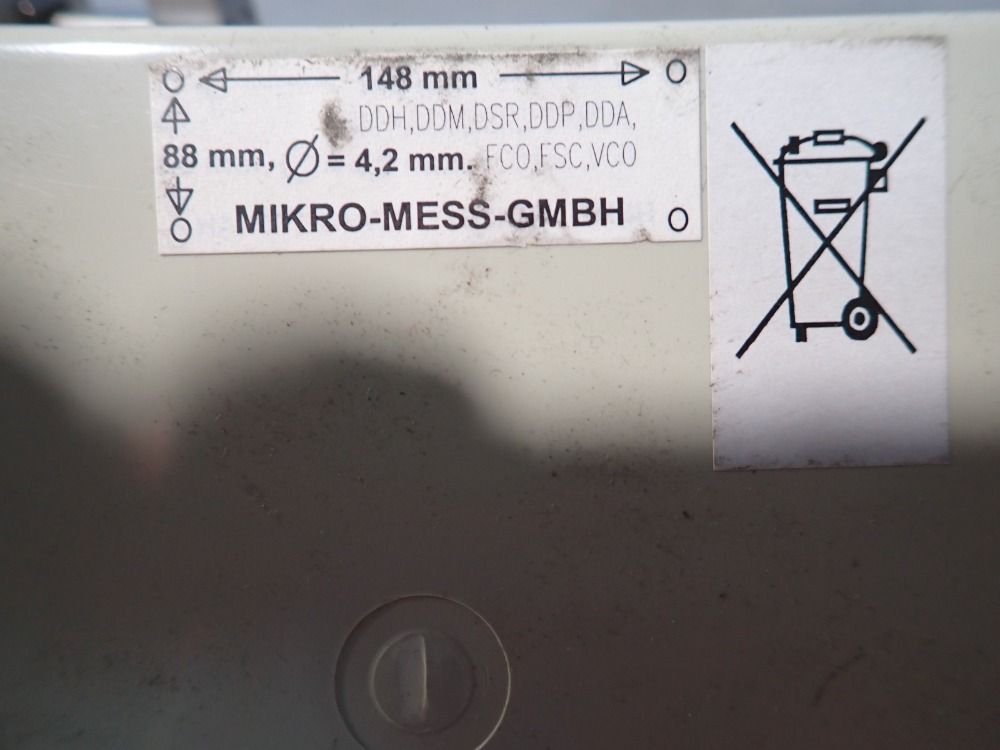 148 mm
DDH,DDM,DSR,DDP,DDA,
88 mm, Ø = 4,2 mm. FCO,FSC,VCO
MIKRO-MESS-GMBH